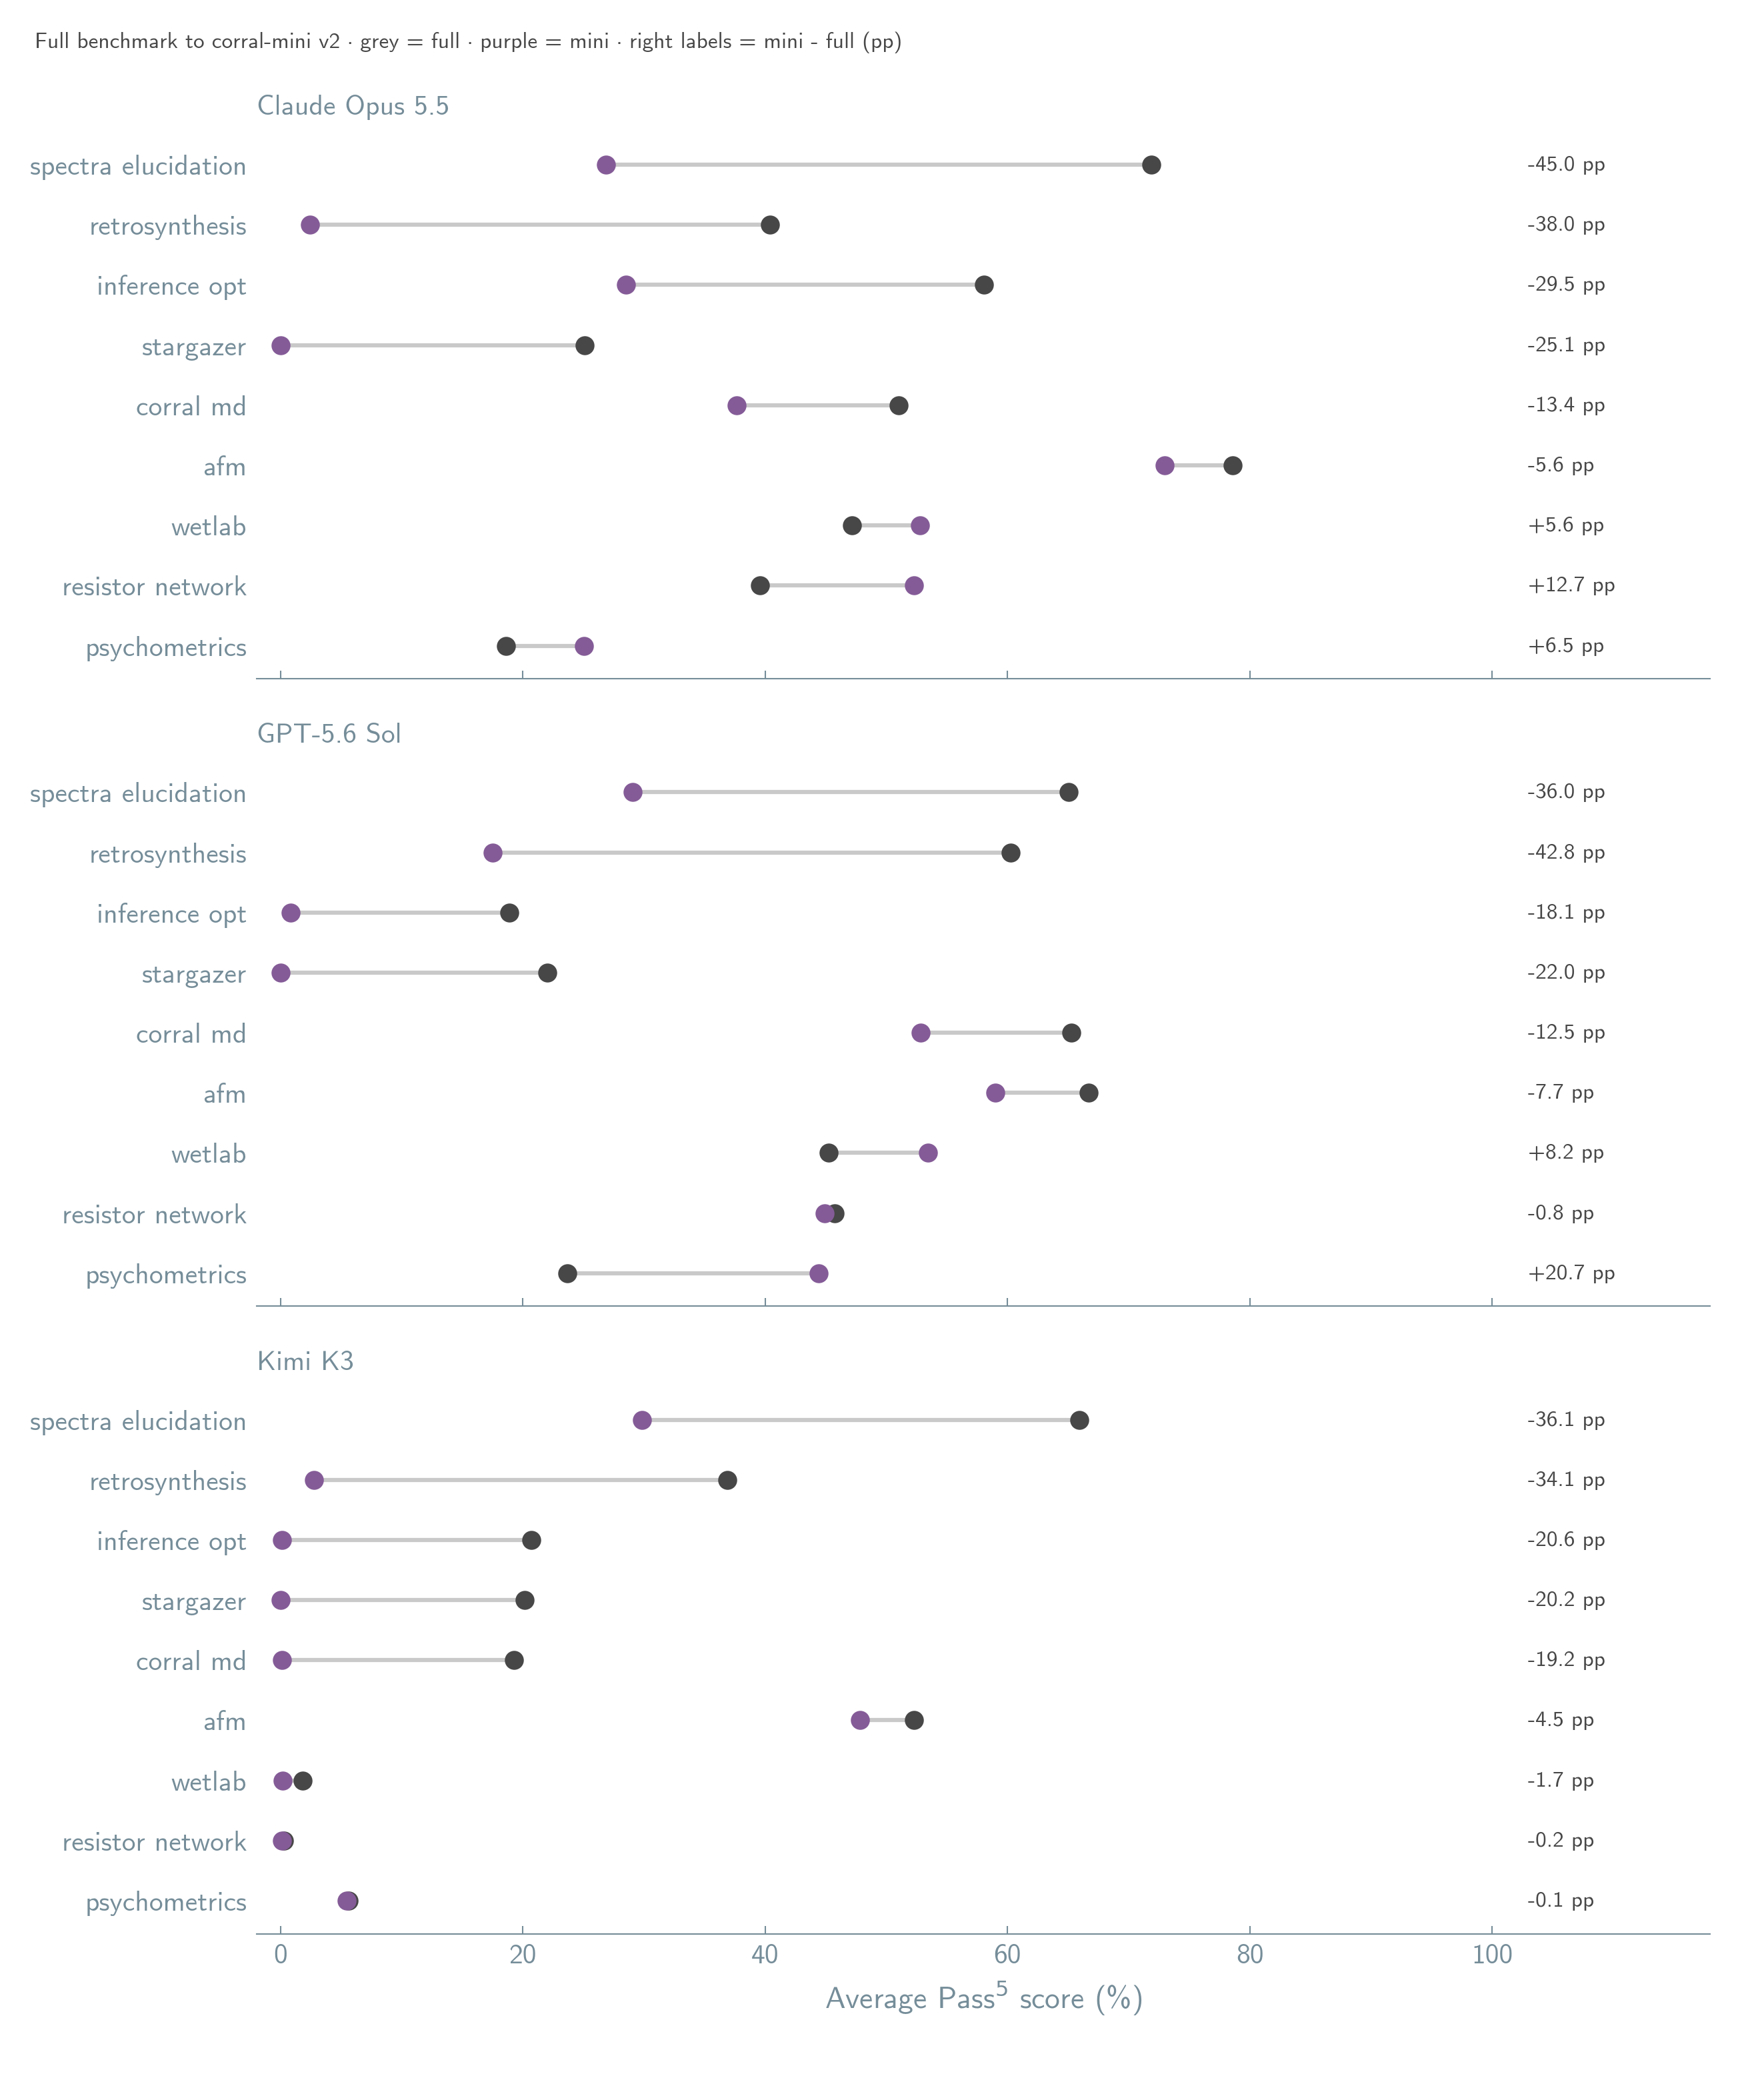 Full benchmark to corral-mini v2 · grey = full · purple = mini · right labels = mini - full (pp)
Claude Opus 5.5
spectra elucidation -45.0 pp
retrosynthesis -38.0 pp
inference opt -29.5 pp
stargazer -25.1 pp
corral md -13.4 pp
afm -5.6 pp
wetlab +5.6 pp
resistor network +12.7 pp
psychometrics +6.5 pp
GPT-5.6 Sol
spectra elucidation -36.0 pp
retrosynthesis -42.8 pp
inference opt -18.1 pp
stargazer -22.0 pp
corral md -12.5 pp
afm -7.7 pp
wetlab +8.2 pp
resistor network -0.8 pp
psychometrics +20.7 pp
Kimi K3
spectra elucidation -36.1 pp
retrosynthesis -34.1 pp
inference opt -20.6 pp
stargazer -20.2 pp
corral md -19.2 pp
afm -4.5 pp
wetlab -1.7 pp
resistor network -0.2 pp
psychometrics -0.1 pp
0 20 40 60 80 100
Average Pass⁵ score (%)